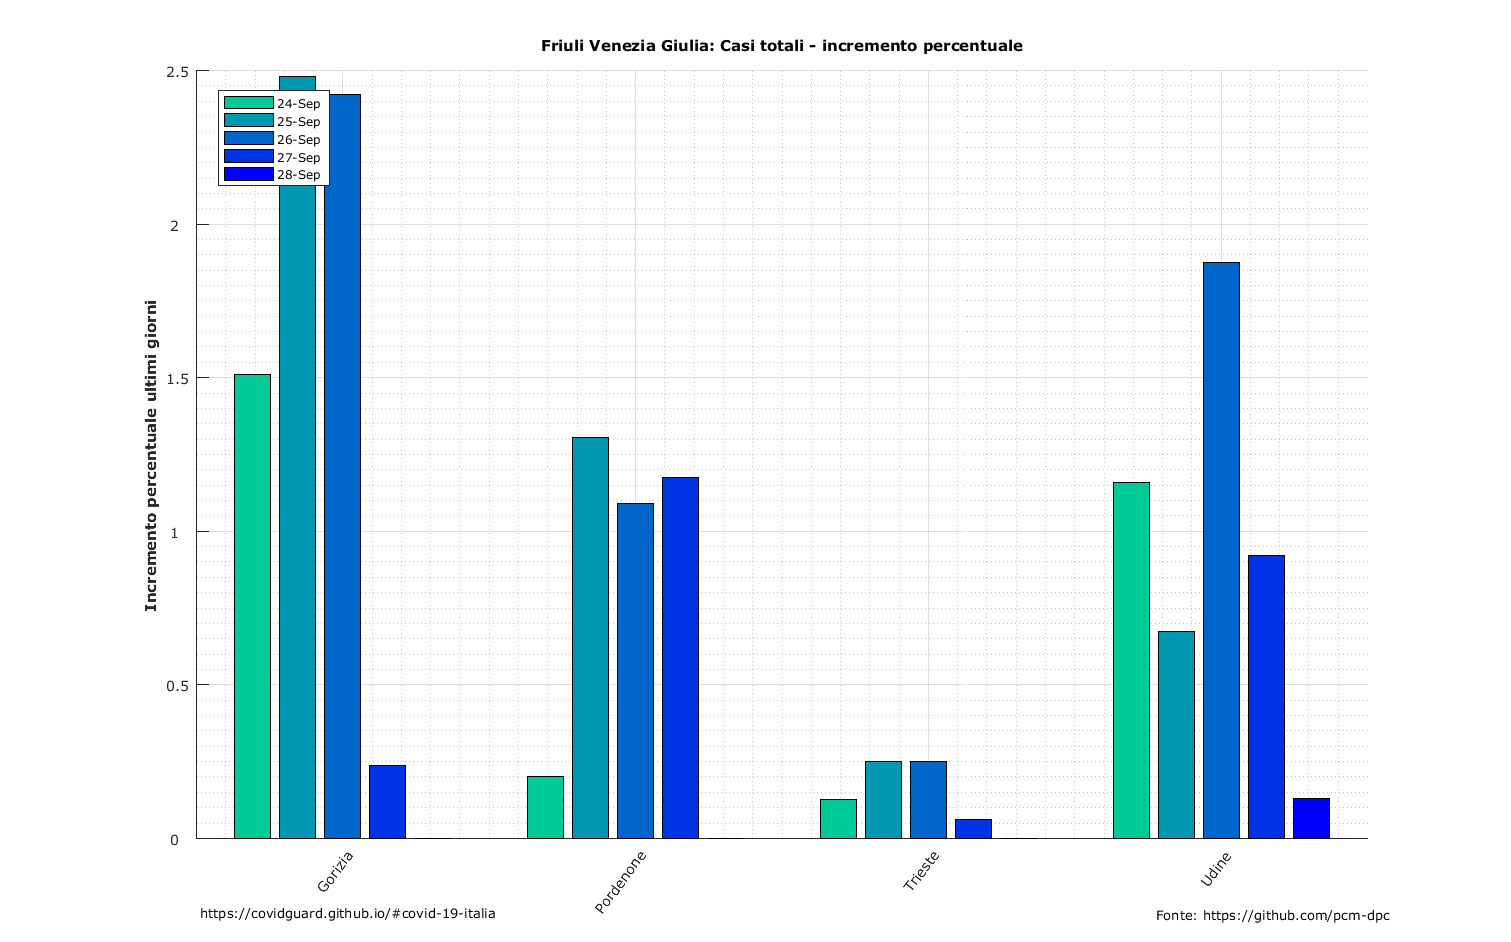 Friuli Venezia Giulia: Casi totali - incremento percentuale
Incremento percentuale ultimi giorni
2.5
2
1.5
1
0.5
0
24-Sep
25-Sep
26-Sep
27-Sep
28-Sep
Gorizia
Pordenone
Trieste
Udine
https://covidguard.github.io/#covid-19-italia
Fonte: https://github.com/pcm-dpc